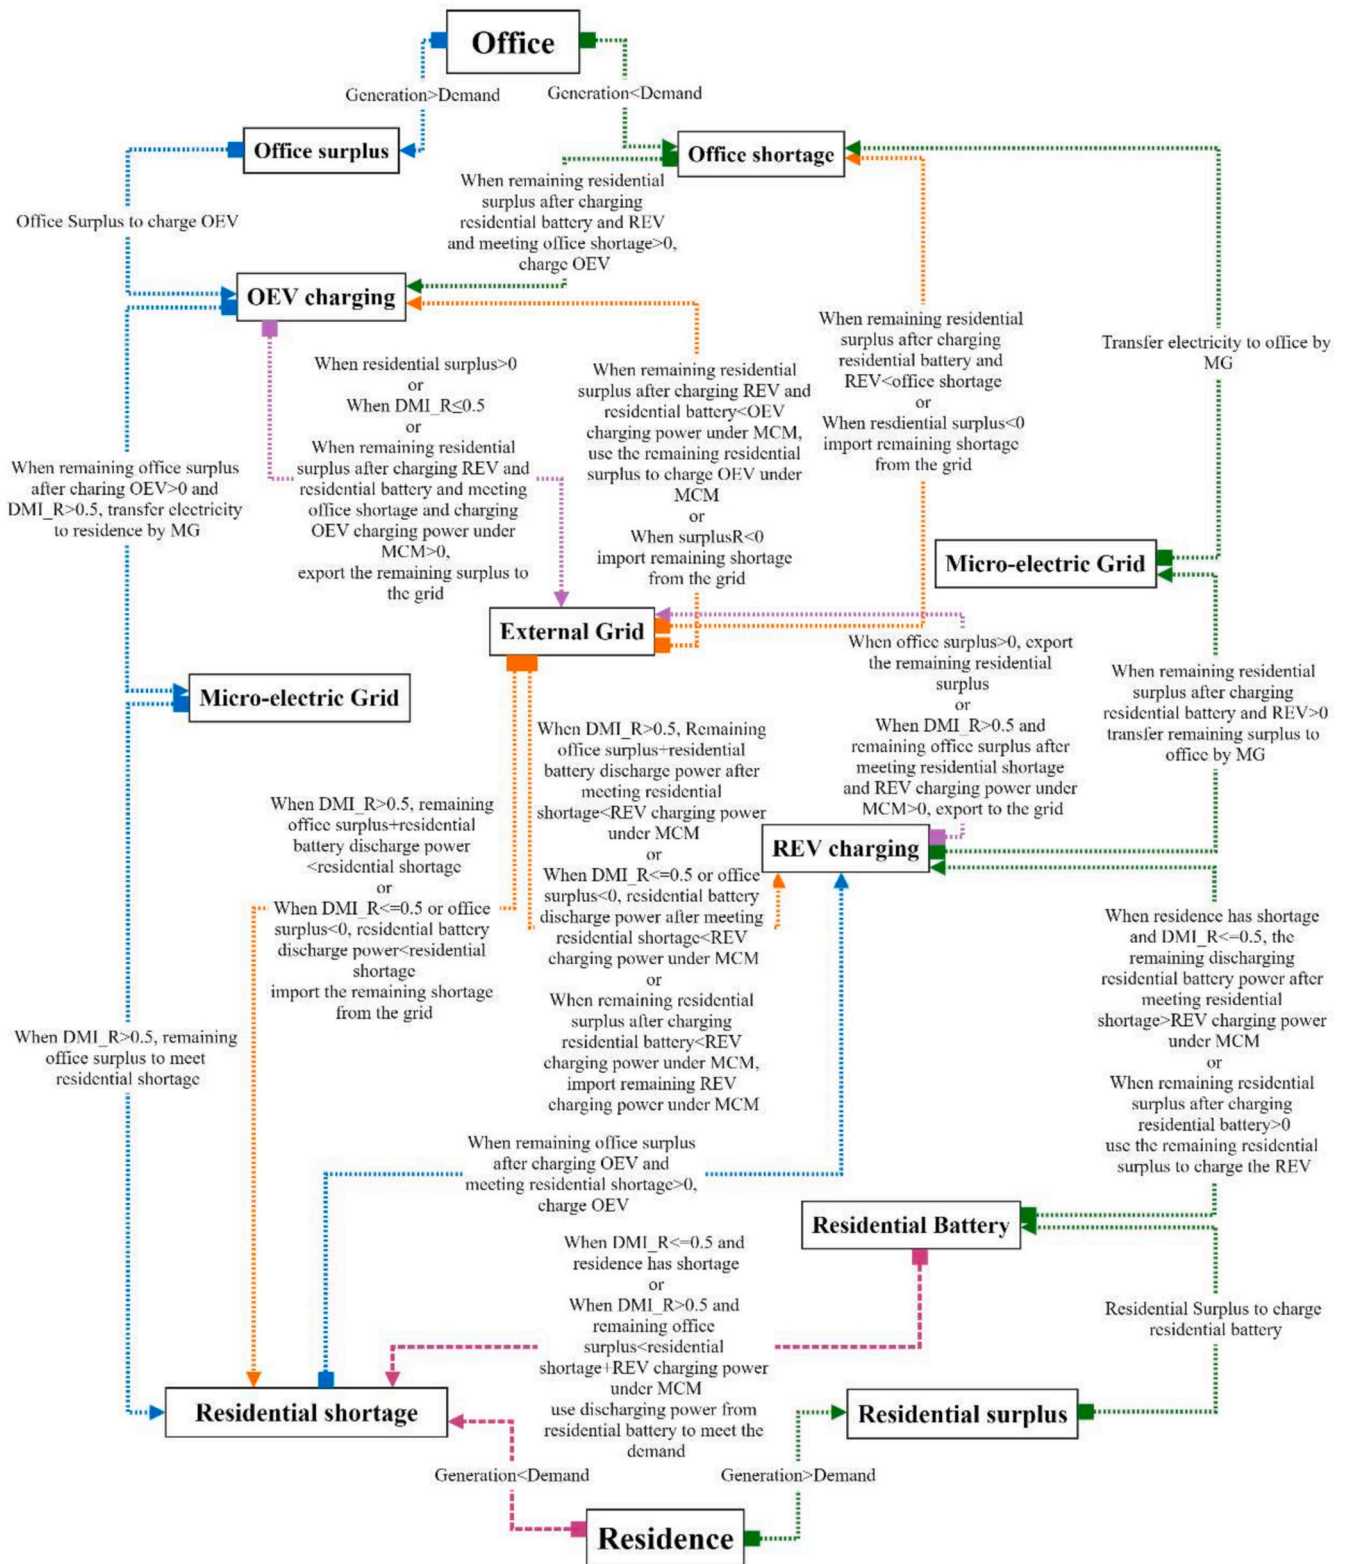 Office
Generation>Demand
Generation<Demand
Office surplus
Office shortage
When remaining residential
surplus after charging
residential battery and REV
and meeting office shortage>0,
charge OEV
Office Surplus to charge OEV
OEV charging
When residential surplus>0
or
When DMI_R≤0.5
or
When remaining residential
surplus after charging REV and
residential battery and meeting
office shortage and charging
OEV charging power under
MCM>0,
export the remaining surplus to
the grid
When remaining residential
surplus after charging REV and
residential battery<OEV
charging power under MCM,
use the remaining residential
surplus to charge OEV under
MCM
or
When surplusR<0
import remaining shortage
from the grid
When remaining residential
surplus after charging
residential battery and
REV<office shortage
or
When resdiential surplus<0
import remaining shortage
from the grid
Transfer electricity to office by
MG
When remaining office surplus
after charing OEV>0 and
DMI_R>0.5, transfer electricity
to residence by MG
Micro-electric Grid
External Grid
When office surplus>0, export
the remaining residential
surplus
or
When DMI_R>0.5 and
remaining office surplus after
meeting residential shortage
and REV charging power under
MCM>0, export to the grid
When remaining residential
surplus after charging
residential battery and REV>0
transfer remaining surplus to
office by MG
Micro-electric Grid
When DMI_R>0.5, Remaining
office surplus+residential
battery discharge power after
meeting residential
shortage<REV charging power
under MCM
or
When DMI_R<=0.5 or office
surplus<0, residential battery
discharge power after meeting
residential shortage<REV
charging power under MCM
or
When remaining residential
surplus after charging
residential battery<REV
charging power under MCM,
import remaining REV
charging power under MCM
When DMI_R>0.5, remaining
office surplus+residential
battery discharge power
<residential shortage
or
When DMI_R<=0.5 or office
surplus<0, residential battery
discharge power<residential
shortage
import the remaining shortage
from the grid
REV charging
When residence has shortage
and DMI_R<=0.5, the
remaining discharging
residential battery power after
meeting residential
shortage>REV charging power
under MCM
or
When remaining residential
surplus after charging
residential battery>0
use the remaining residential
surplus to charge the REV
When DMI_R>0.5, remaining
office surplus to meet
residential shortage
When remaining office surplus
after charging OEV and
meeting residential shortage>0,
charge OEV
Residential Battery
When DMI_R<=0.5 and
residence has shortage
or
When DMI_R>0.5 and
remaining office
surplus<residential
shortage+REV charging power
under MCM
use discharging power from
residential battery to meet the
demand
Residential Surplus to charge
residential battery
Residential shortage
Residential surplus
Generation<Demand
Generation>Demand
Residence